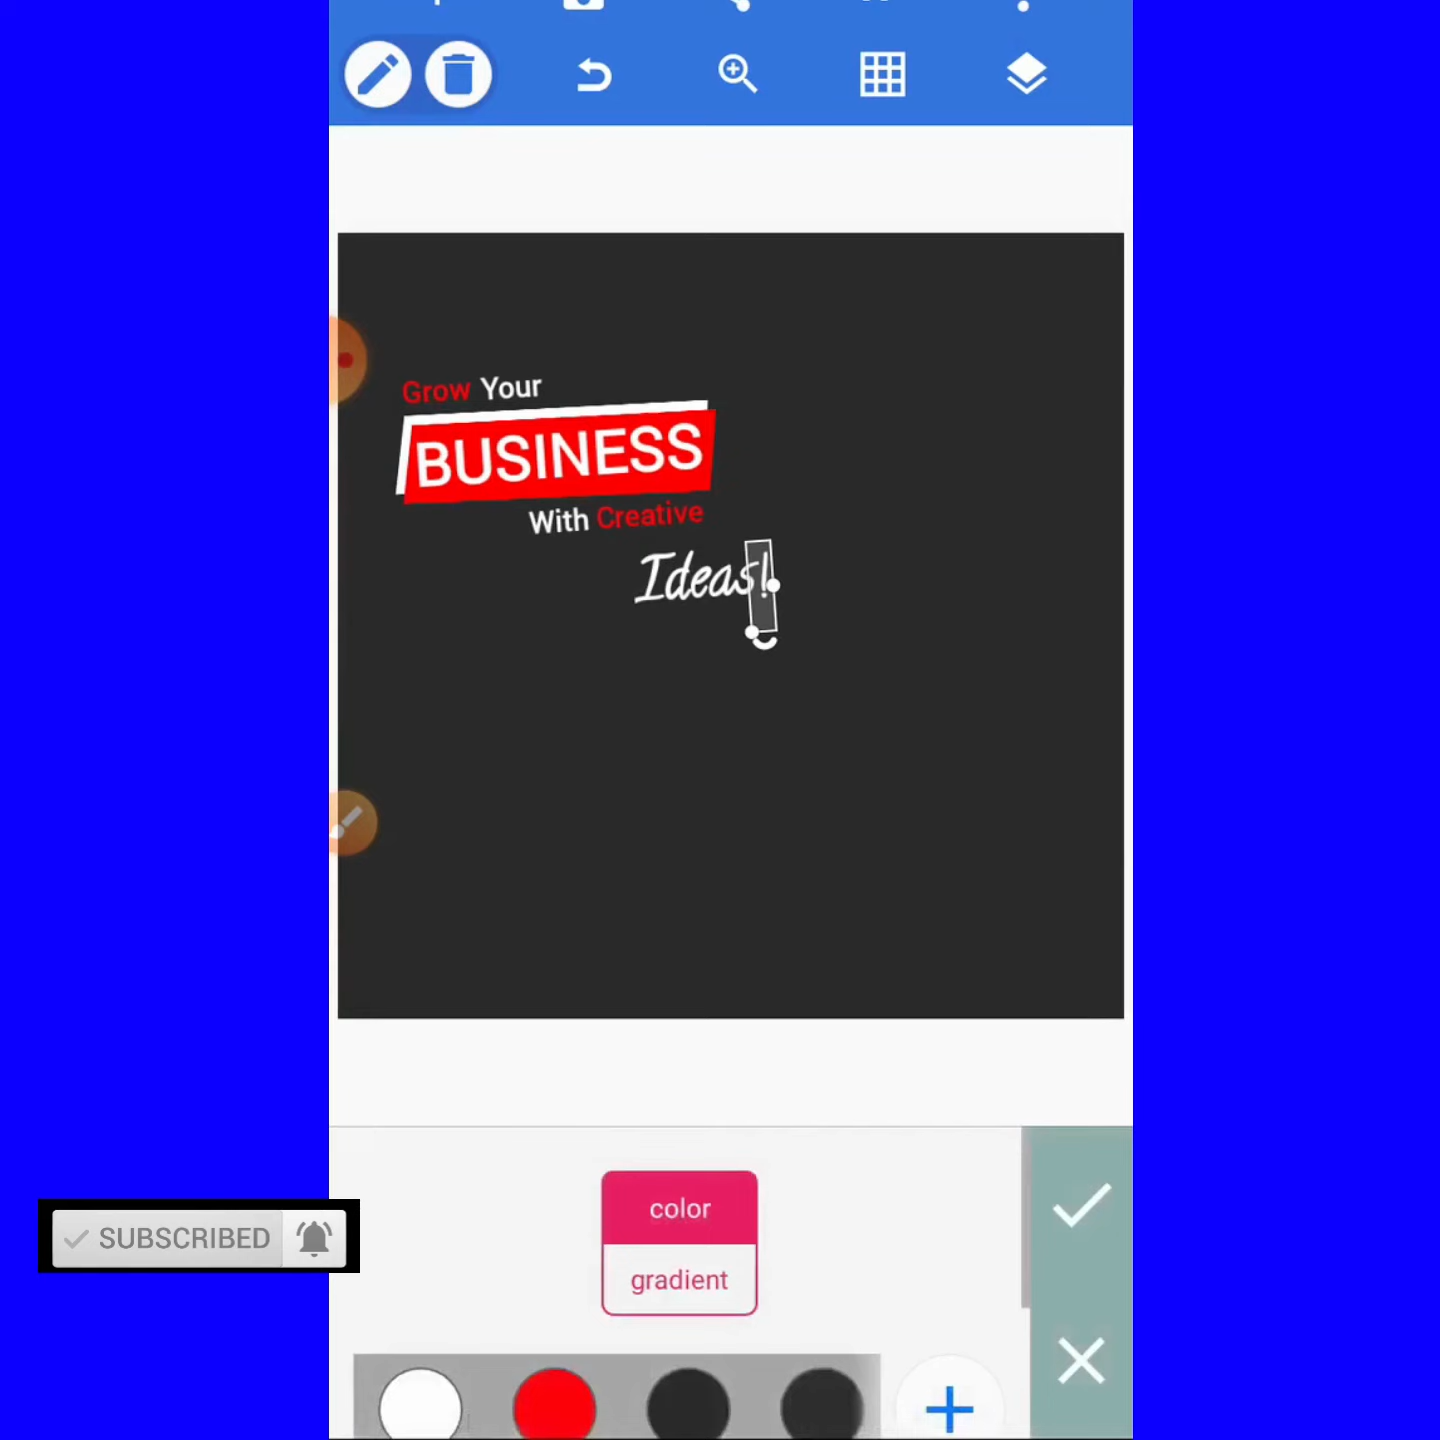 Grow Your
BUSINESS
With Creative
Ideas!
color
SUBSCRIBED
gradient